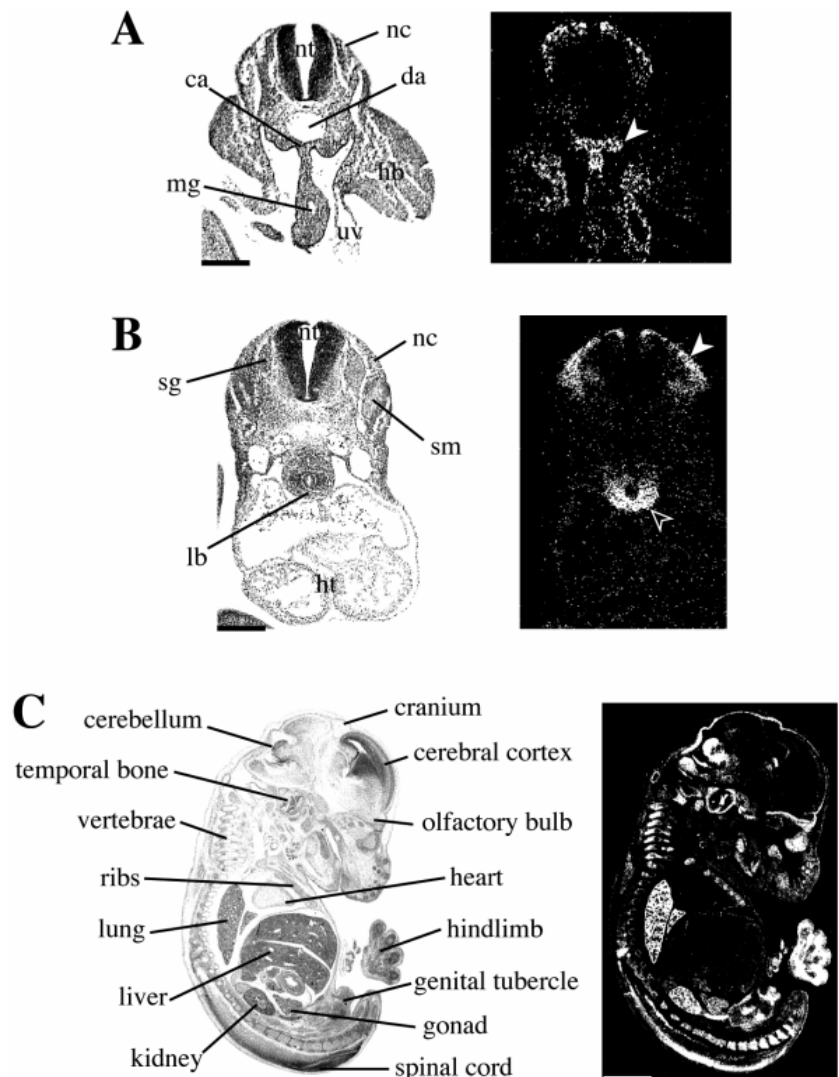 A
nt
nc
ca
da
mg
hb
uv
B
nt
nc
sg
sm
lb
ht
C
cerebellum
cranium
temporal bone
cerebral cortex
vertebrae
olfactory bulb
ribs
heart
lung
hindlimb
liver
genital tubercle
kidney
gonad
spinal cord